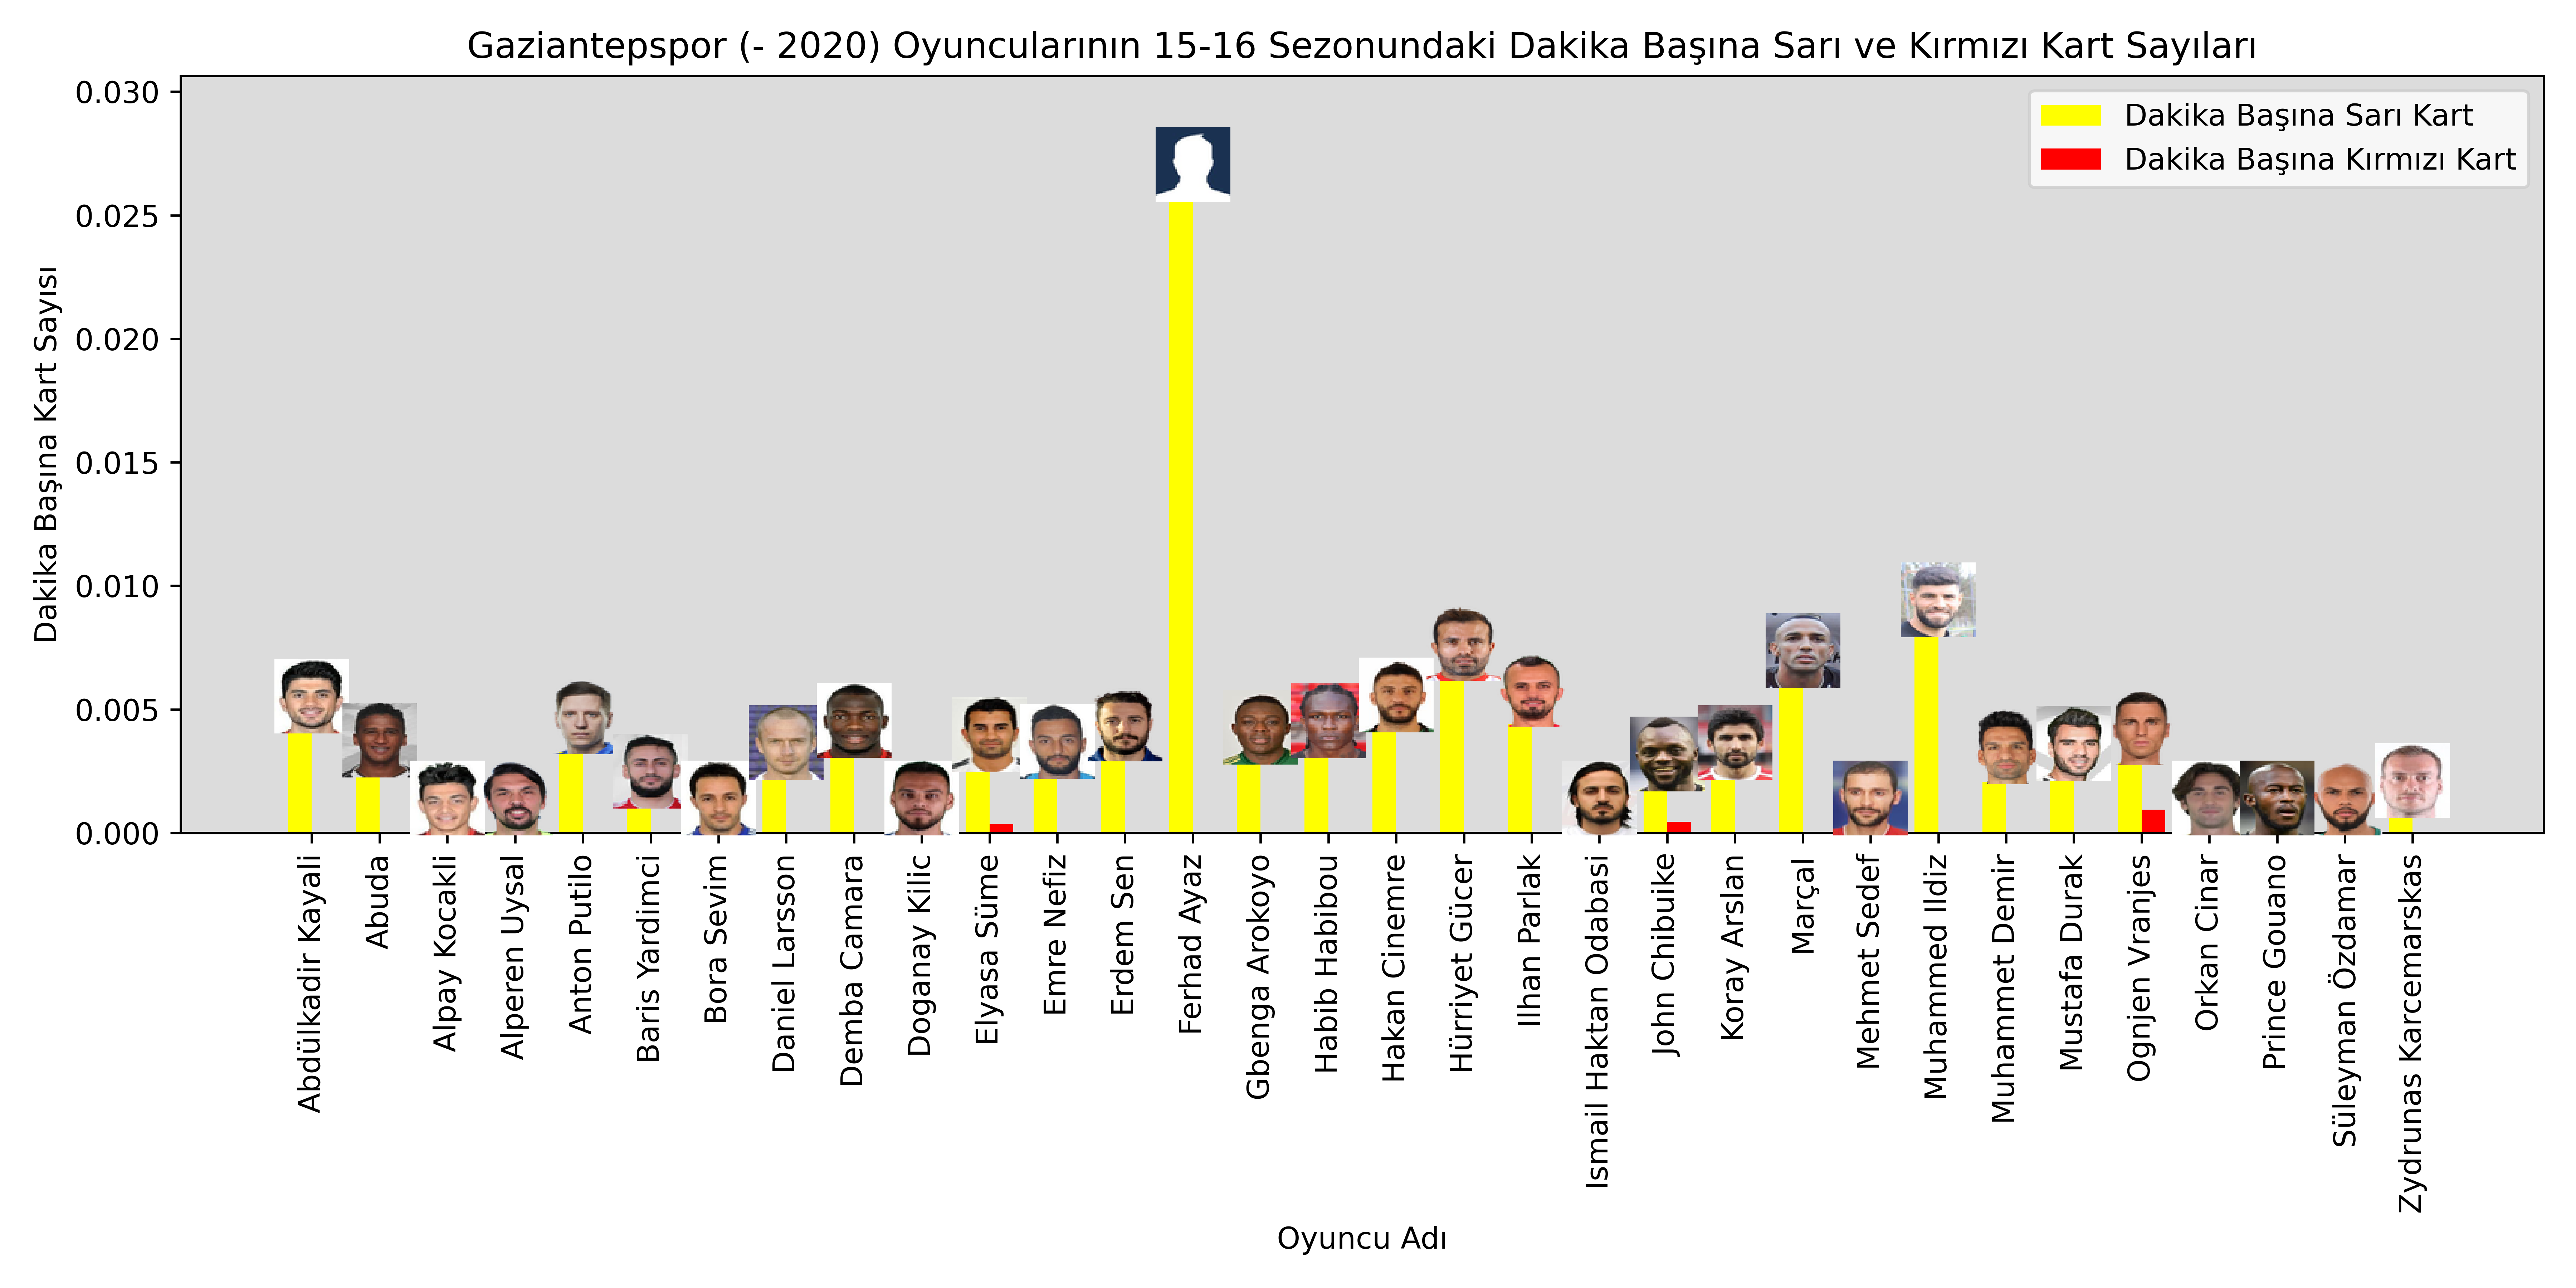 Gaziantepspor (- 2020) Oyuncularının 15-16 Sezonundaki Dakika Başına Sarı ve Kırmızı Kart Sayıları
Dakika Başına Sarı Kart
Dakika Başına Kırmızı Kart
Dakika Başına Kart Sayısı
0.030
0.025
0.020
0.015
0.010
0.005
0.000
Abdülkadir Kayali
Abuda
Alpay Kocakli
Alperen Uysal
Anton Putilo
Baris Yardimci
Bora Sevim
Daniel Larsson
Demba Camara
Doganay Kilic
Elyasa Süme
Emre Nefiz
Erdem Sen
Ferhad Ayaz
Gbenga Arokoyo
Habib Habibou
Hakan Cinemre
Hürriyet Gücer
Ilhan Parlak
Ismail Haktan Odabasi
John Chibuike
Koray Arslan
Marçal
Mehmet Sedef
Muhammed Ildiz
Muhammet Demir
Mustafa Durak
Ognjen Vranjes
Orkan Cinar
Prince Gouano
Süleyman Özdamar
Zydrunas Karcemarskas
Oyuncu Adı